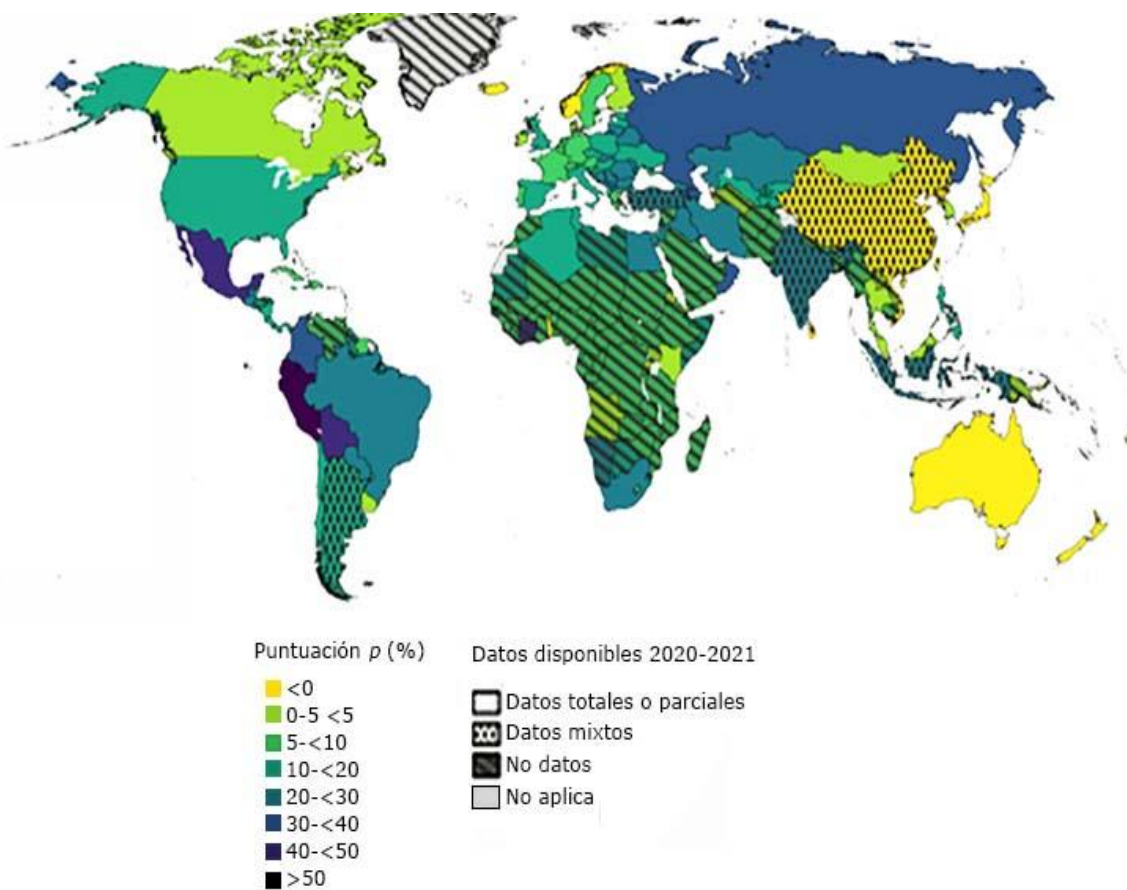 Puntuación p (%)
<0
0-5 <5
5-<10
10-<20
20-<30
30-<40
40-<50
>50
Datos disponibles 2020-2021
Datos totales o parciales
Datos mixtos
No datos
No aplica